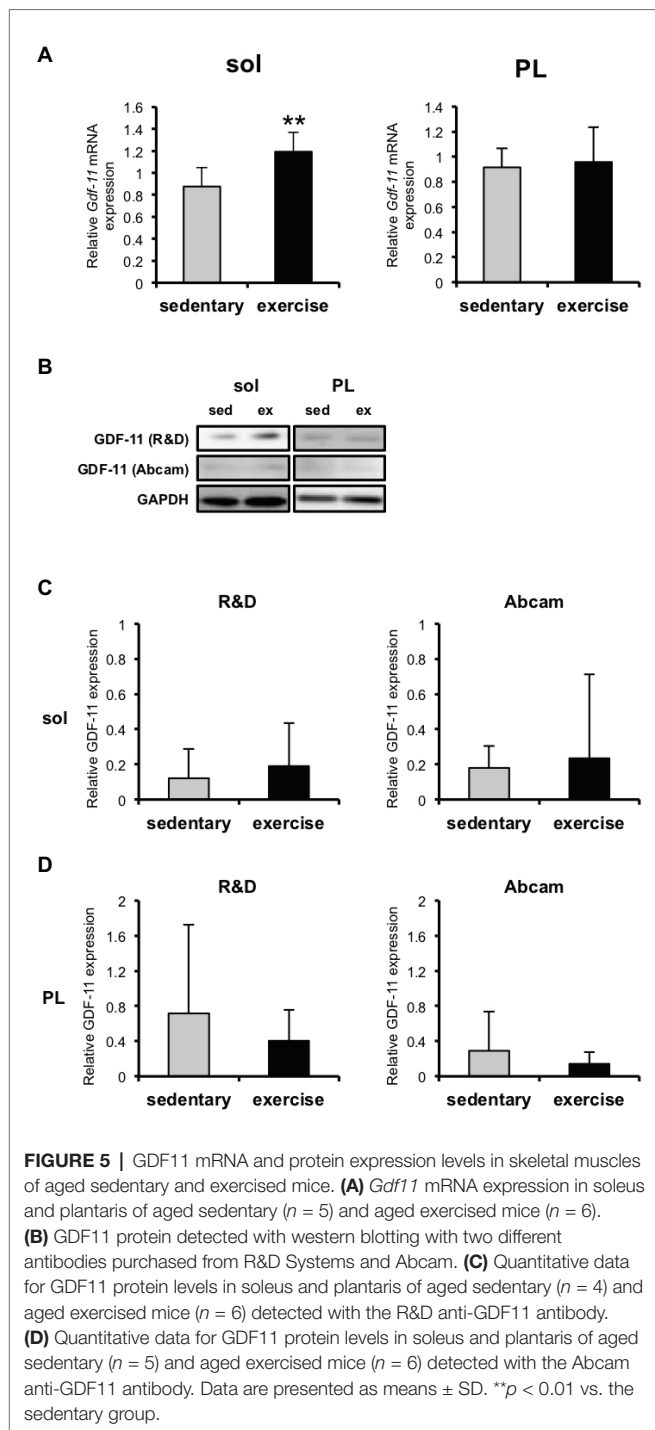 A
sol
PL
Relative Gdf-11 mRNA
expression
1.6
1.4
1.2
1
0.8
0.6
0.4
0.2
0
**
sedentary exercise
Relative Gdf-11 mRNA
expression
1.4
1.2
1
0.8
0.6
0.4
0.2
0
sedentary exercise
B
sol PL
sed ex sed ex
GDF-11 (R&D)
GDF-11 (Abcam)
GAPDH
C
sol
R&D
Relative GDF-11 expression
1
0.8
0.6
0.4
0.2
0
sedentary exercise
Abcam
Relative GDF-11 expression
1
0.8
0.6
0.4
0.2
0
sedentary exercise
D
PL
R&D
Relative GDF-11 expression
2
1.6
1.2
0.8
0.4
0
sedentary exercise
Abcam
Relative GDF-11 expression
2
1.6
1.2
0.8
0.4
0
sedentary exercise
FIGURE 5 | GDF11 mRNA and protein expression levels in skeletal muscles
of aged sedentary and exercised mice. (A) Gdf11 mRNA expression in soleus
and plantaris of aged sedentary (n = 5) and aged exercised mice (n = 6).
(B) GDF11 protein detected with western blotting with two different
antibodies purchased from R&D Systems and Abcam. (C) Quantitative data
for GDF11 protein levels in soleus and plantaris of aged sedentary (n = 4) and
aged exercised mice (n = 6) detected with the R&D anti-GDF11 antibody.
(D) Quantitative data for GDF11 protein levels in soleus and plantaris of aged
sedentary (n = 5) and aged exercised mice (n = 6) detected with the Abcam
anti-GDF11 antibody. Data are presented as means ± SD. **p < 0.01 vs. the
sedentary group.